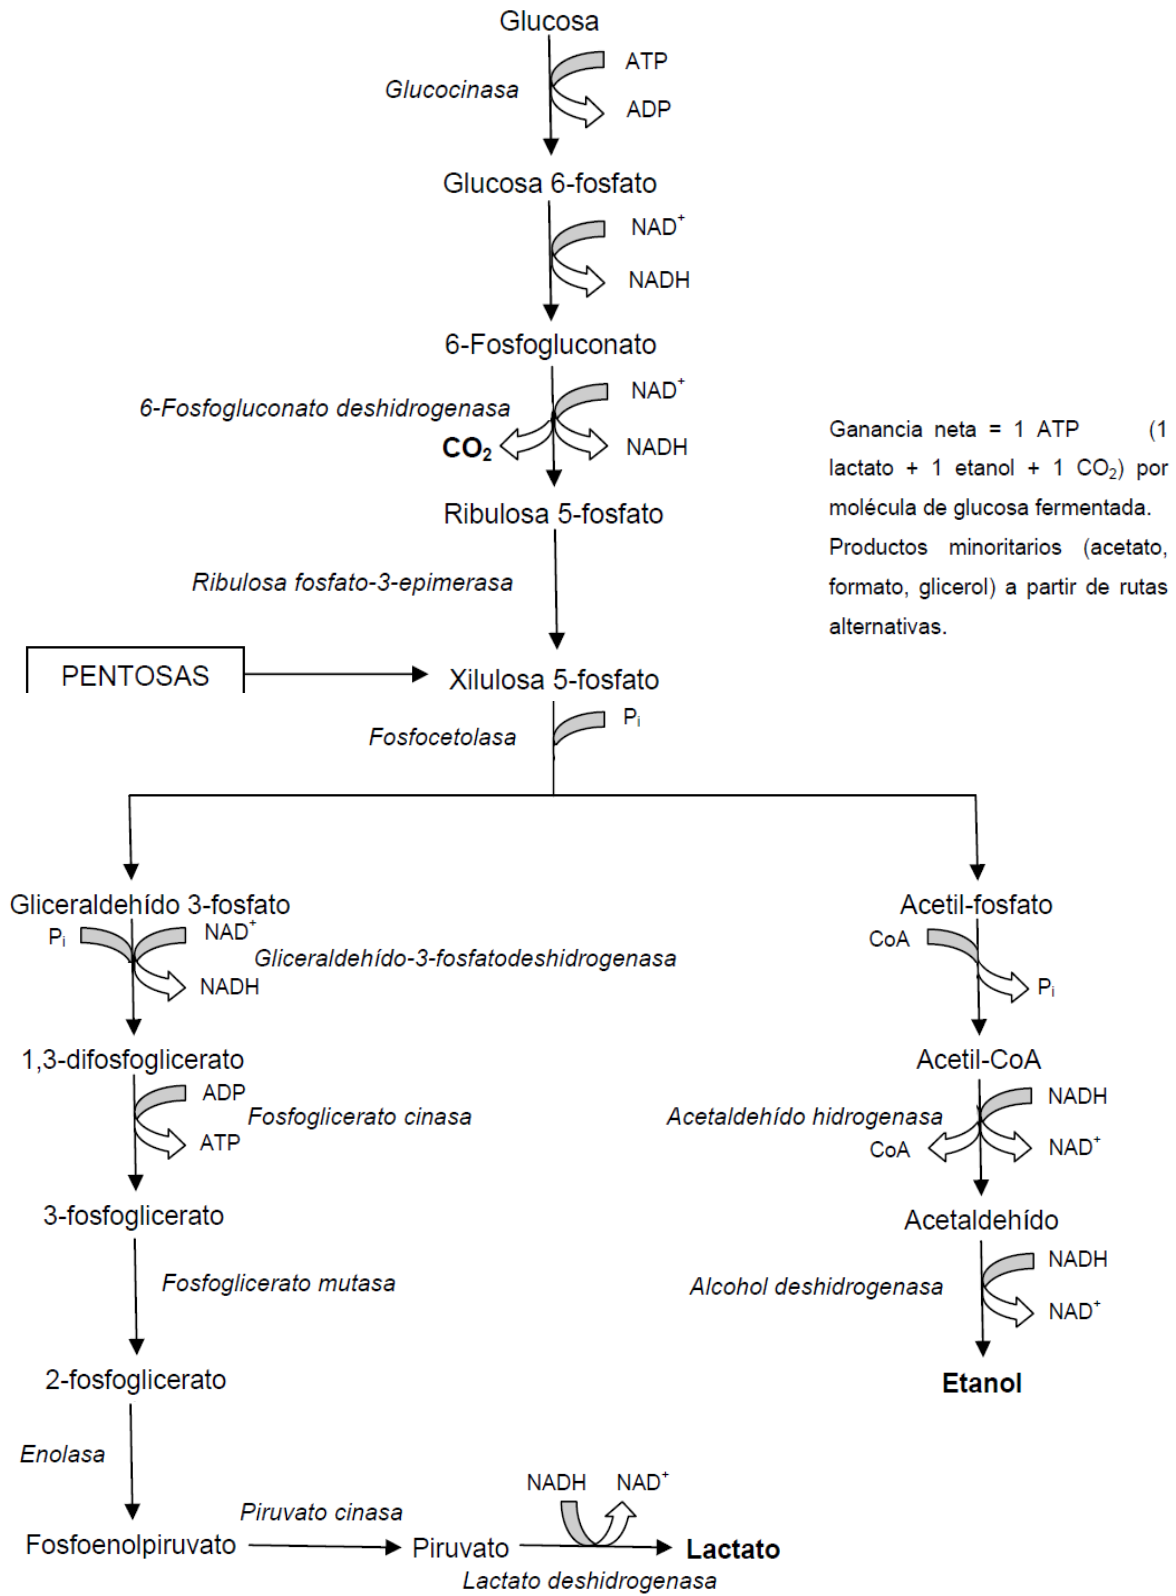 Glucosa
ATP
Glucocinasa
ADP
Glucosa 6-fosfato
NAD⁺
NADH
6-Fosfogluconato
NAD⁺
6-Fosfogluconato deshidrogenasa
CO₂
NADH
Ganancia neta = 1 ATP (1
lactato + 1 etanol + 1 CO₂) por
molécula de glucosa fermentada.
Productos minoritarios (acetato,
formato, glicerol) a partir de rutas
alternativas.
Ribulosa 5-fosfato
Ribulosa fosfato-3-epimerasa
PENTOSAS
Xilulosa 5-fosfato
Pᵢ
Fosfocetolasa
Gliceraldehído 3-fosfato
Pᵢ
NAD⁺
Gliceraldehído-3-fosfatodeshidrogenasa
NADH
1,3-difosfoglicerato
ADP
Fosfoglicerato cinasa
ATP
3-fosfoglicerato
Fosfoglicerato mutasa
2-fosfoglicerato
Enolasa
Fosfoenolpiruvato
Piruvato cinasa
Piruvato
NADH
NAD⁺
Lactato
Lactato deshidrogenasa
Acetil-fosfato
CoA
Pᵢ
Acetil-CoA
NADH
Acetaldehído hidrogenasa
CoA
NAD⁺
Acetaldehído
NADH
Alcohol deshidrogenasa
NAD⁺
Etanol